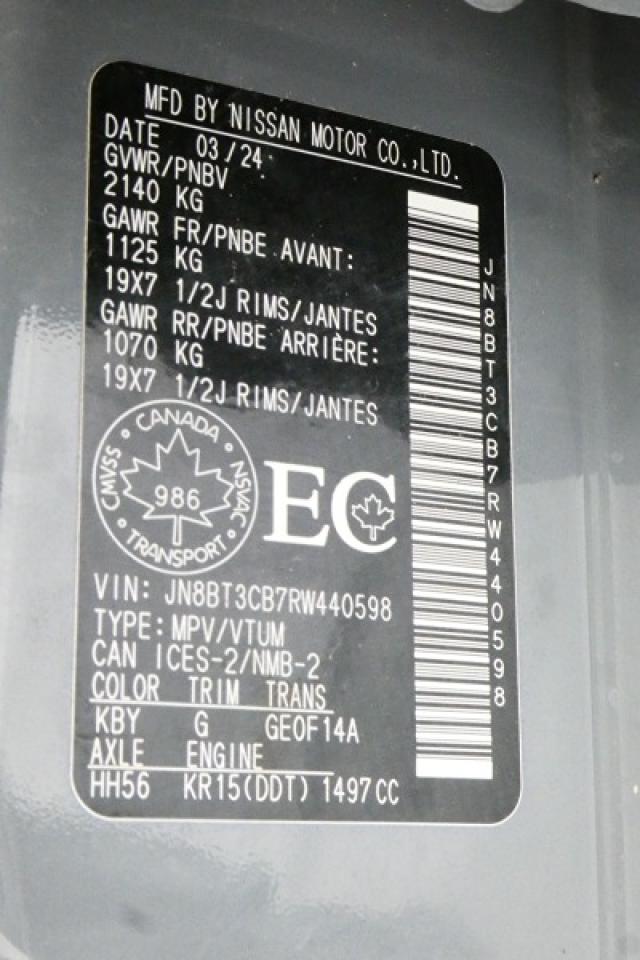 MFD BY NISSAN MOTOR CO.,LTD.
DATE 03/24
GVWR/PNBV
2140 KG
GAWR FR/PNBE AVANT:
1125 KG
19X7 1/2J RIMS/JANTES
GAWR RR/PNBE ARRIÈRE:
1070 KG
19X7 1/2J RIMS/JANTES
CANADA
CMVSS
NSVAC
986
TRANSPORT
EC
VIN: JN8BT3CB7RW440598
TYPE: MPV/VTUM
CAN ICES-2/NMB-2
COLOR TRIM TRANS
KBY G GEOF14A
AXLE ENGINE
HH56 KR15(DDT) 1497CC
JN8BT3CB7RW440598